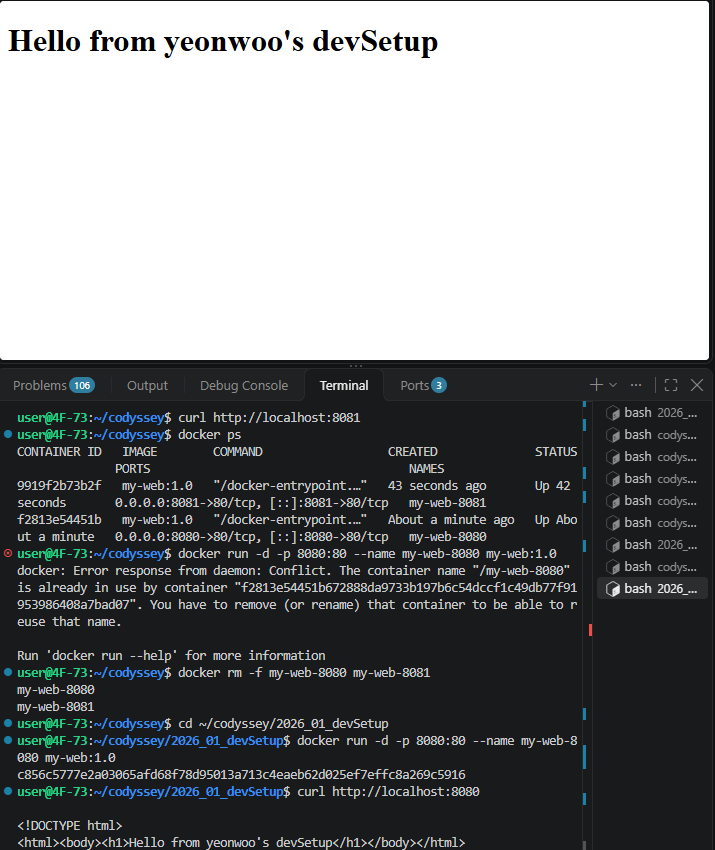 Hello from yeonwoo's devSetup
Problems 106 Output Debug Console Terminal Ports 3
user@4F-73:~/codyssey$ curl http://localhost:8081
user@4F-73:~/codyssey$ docker ps
CONTAINER ID   IMAGE        COMMAND                  CREATED              STATUS
PORTS                                     NAMES
9919f2b73b2f   my-web:1.0   "/docker-entrypoint.…"   43 seconds ago       Up 42
seconds       0.0.0.0:8081->80/tcp, [::]:8081->80/tcp   my-web-8081
f2813e54451b   my-web:1.0   "/docker-entrypoint.…"   About a minute ago   Up Abo
ut a minute   0.0.0.0:8080->80/tcp, [::]:8080->80/tcp   my-web-8080
user@4F-73:~/codyssey$ docker run -d -p 8080:80 --name my-web-8080 my-web:1.0
docker: Error response from daemon: Conflict. The container name "/my-web-8080"
is already in use by container "f2813e54451b672888da9733b197b6c54dccf1c49db77f91
953986408a7bad07". You have to remove (or rename) that container to be able to r
euse that name.
Run 'docker run --help' for more information
user@4F-73:~/codyssey$ docker rm -f my-web-8080 my-web-8081
my-web-8080
my-web-8081
user@4F-73:~/codyssey$ cd ~/codyssey/2026_01_devSetup
user@4F-73:~/codyssey/2026_01_devSetup$ docker run -d -p 8080:80 --name my-web-8
080 my-web:1.0
c856c5777e2a03065afd68f78d95013a713c4eaeb62d025ef7effc8a269c5916
user@4F-73:~/codyssey/2026_01_devSetup$ curl http://localhost:8080
<!DOCTYPE html>
<html><body><h1>Hello from yeonwoo's devSetup</h1></body></html>
bash 2026_...
bash codys...
bash codys...
bash codys...
bash codys...
bash codys...
bash 2026_...
bash codys...
bash 2026_...